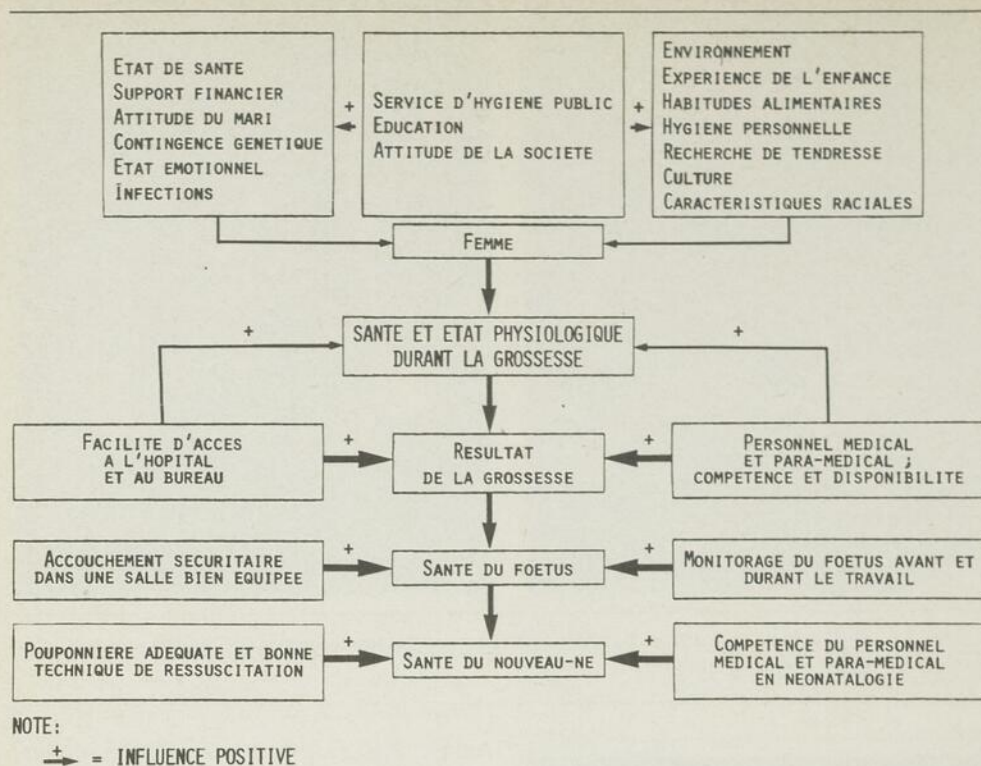 ETAT DE SANTE
SUPPORT FINANCIER
ATTITUDE DU MARI
CONTINGENCE GENETIQUE
ETAT EMOTIONNEL
INFECTIONS
+
SERVICE D'HYGIENE PUBLIC
EDUCATION
ATTITUDE DE LA SOCIETE
+
ENVIRONNEMENT
EXPERIENCE DE L'ENFANCE
HABITUDES ALIMENTAIRES
HYGIENE PERSONNELLE
RECHERCHE DE TENDRESSE
CULTURE
CARACTERISTIQUES RACIALES
FEMME
+
SANTE ET ETAT PHYSIOLOGIQUE
DURANT LA GROSSESSE
+
FACILITE D'ACCES
A L'HOPITAL
ET AU BUREAU
+
RESULTAT
DE LA GROSSESSE
+
PERSONNEL MEDICAL
ET PARA-MEDICAL ;
COMPETENCE ET DISPONIBILITE
ACCOUCHEMENT SECURITAIRE
DANS UNE SALLE BIEN EQUIPEE
+
SANTE DU FOETUS
+
MONITORAGE DU FOETUS AVANT ET
DURANT LE TRAVAIL
POUPONNIERE ADEQUATE ET BONNE
TECHNIQUE DE RESSUSCITATION
+
SANTE DU NOUVEAU-NE
+
COMPETENCE DU PERSONNEL
MEDICAL ET PARA-MEDICAL
EN NEONATALOGIE
NOTE:
+ = INFLUENCE POSITIVE